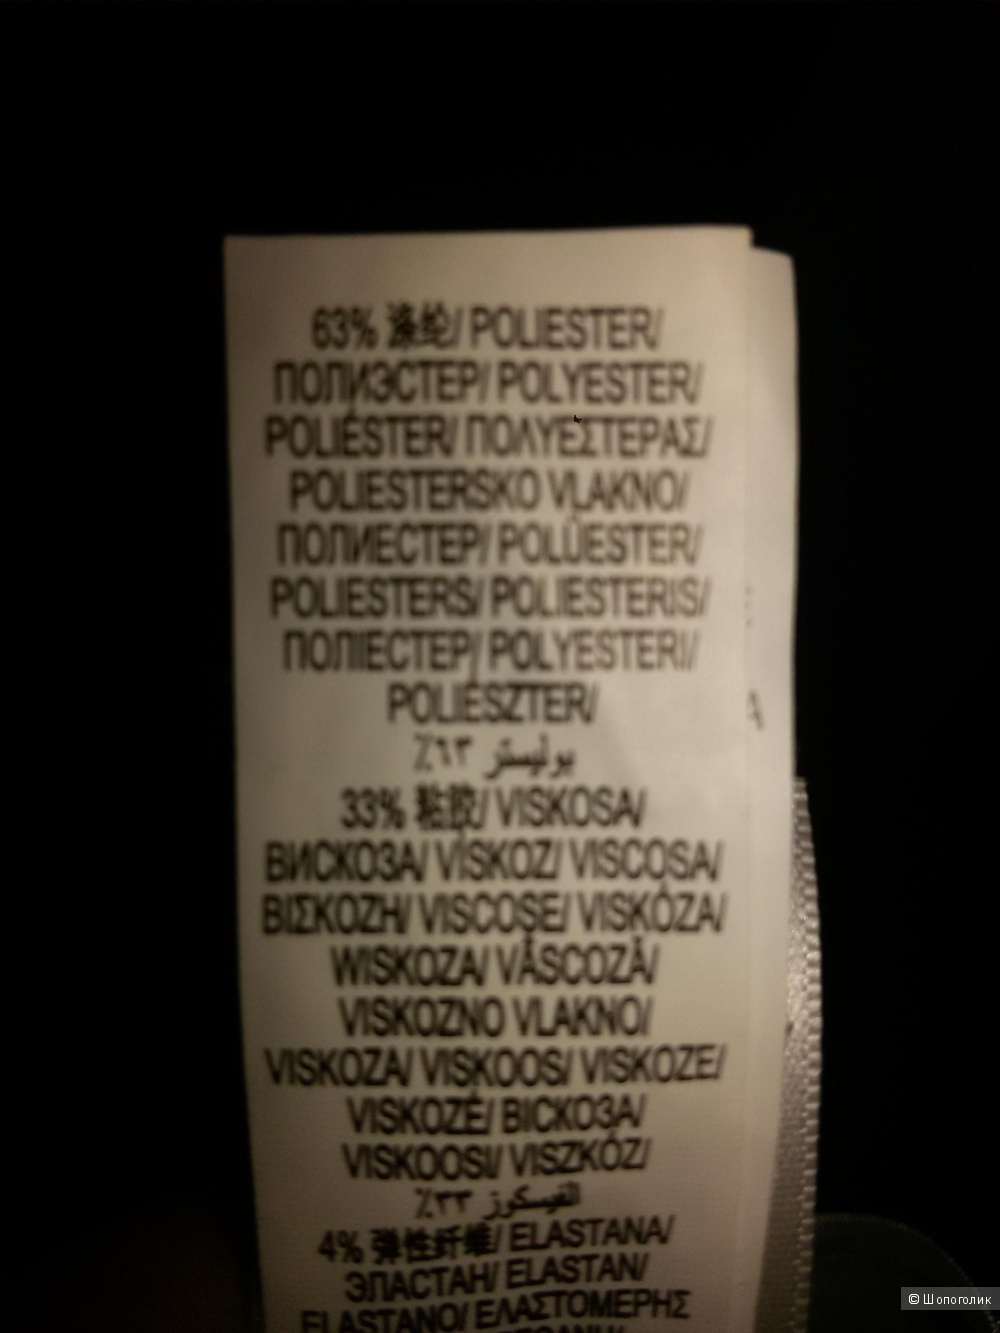 63% 涤纶/ POLIESTER/
ПОЛИЭСТЕР/ POLYESTER/
POLIÉSTER/ ΠΟΛΥΕΣΤΕΡΑΣ/
POLIESTERSKO VLAKNO/
ПОЛИЕСТЕР/ POLÜESTER/
POLIESTERS/ POLIESTERIS/
ПОЛІЕСТЕР/ POLYESTERI/
POLIÉSZTER/
بوليستر ٦٣٪
33% 粘胶/ VISKOSA/
ВИСКОЗА/ VISKOZ/ VISCOSA/
ΒΙΣΚΟΖΗ/ VISCOSE/ VISKÓZA/
WISKOZA/ VÂSCOZĂ/
VISKOZNO VLAKNO/
VISKOZA/ VISKOOS/ VISKOZE/
VISKOZĖ/ ВІСКОЗА/
VISKOOSI/ VISZKÓZ/
الفيسكوز ٣٣٪
4% 弹性纤维/ ELASTANA/
ЭЛАСТАН/ ELASTAN/
ELASTANO/ ΕΛΑΣΤΟΜΕΡΗΣ
© Шопоголик